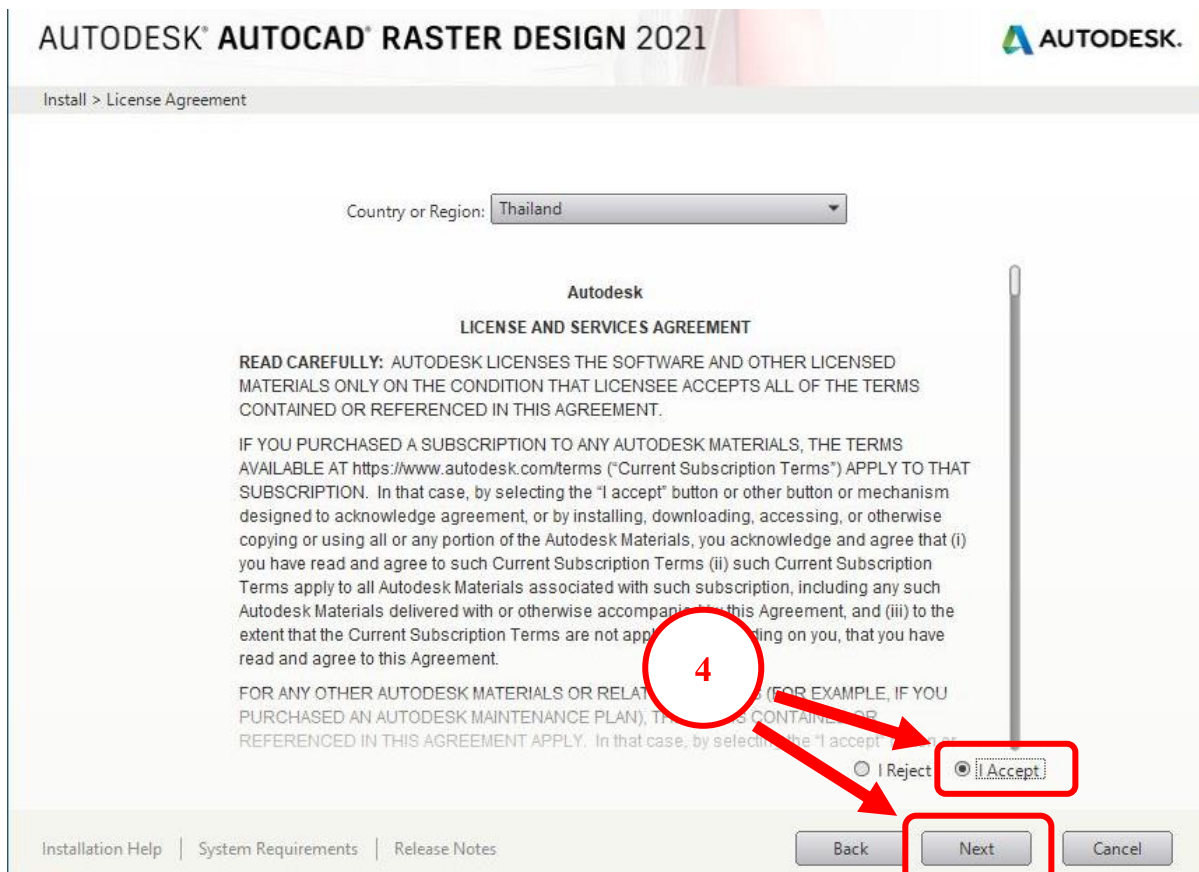 AUTODESK® AUTOCAD® RASTER DESIGN 2021
AUTODESK.
Install > License Agreement
Country or Region: Thailand
Autodesk
LICENSE AND SERVICES AGREEMENT
READ CAREFULLY: AUTODESK LICENSES THE SOFTWARE AND OTHER LICENSED
MATERIALS ONLY ON THE CONDITION THAT LICENSEE ACCEPTS ALL OF THE TERMS
CONTAINED OR REFERENCED IN THIS AGREEMENT.
IF YOU PURCHASED A SUBSCRIPTION TO ANY AUTODESK MATERIALS, THE TERMS
AVAILABLE AT https://www.autodesk.com/terms (“Current Subscription Terms”) APPLY TO THAT
SUBSCRIPTION. In that case, by selecting the “I accept” button or other button or mechanism
designed to acknowledge agreement, or by installing, downloading, accessing, or otherwise
copying or using all or any portion of the Autodesk Materials, you acknowledge and agree that (i)
you have read and agree to such Current Subscription Terms (ii) such Current Subscription
Terms apply to all Autodesk Materials associated with such subscription, including any such
Autodesk Materials delivered with or otherwise this Agreement, and (iii) to the
extent that the Current Subscription Terms are not on you, that you have
read and agree to this Agreement.
4
FOR ANY OTHER AUTODESK MATERIALS OR (FOR EXAMPLE, IF YOU
PURCHASED AN AUTODESK MAINTENANCE PLAN), CONTAINED OR
REFERENCED IN THIS AGREEMENT APPLY. In that case, by selecting the “I accept” or
I Reject
I Accept
Installation Help | System Requirements | Release Notes
Back
Next
Cancel